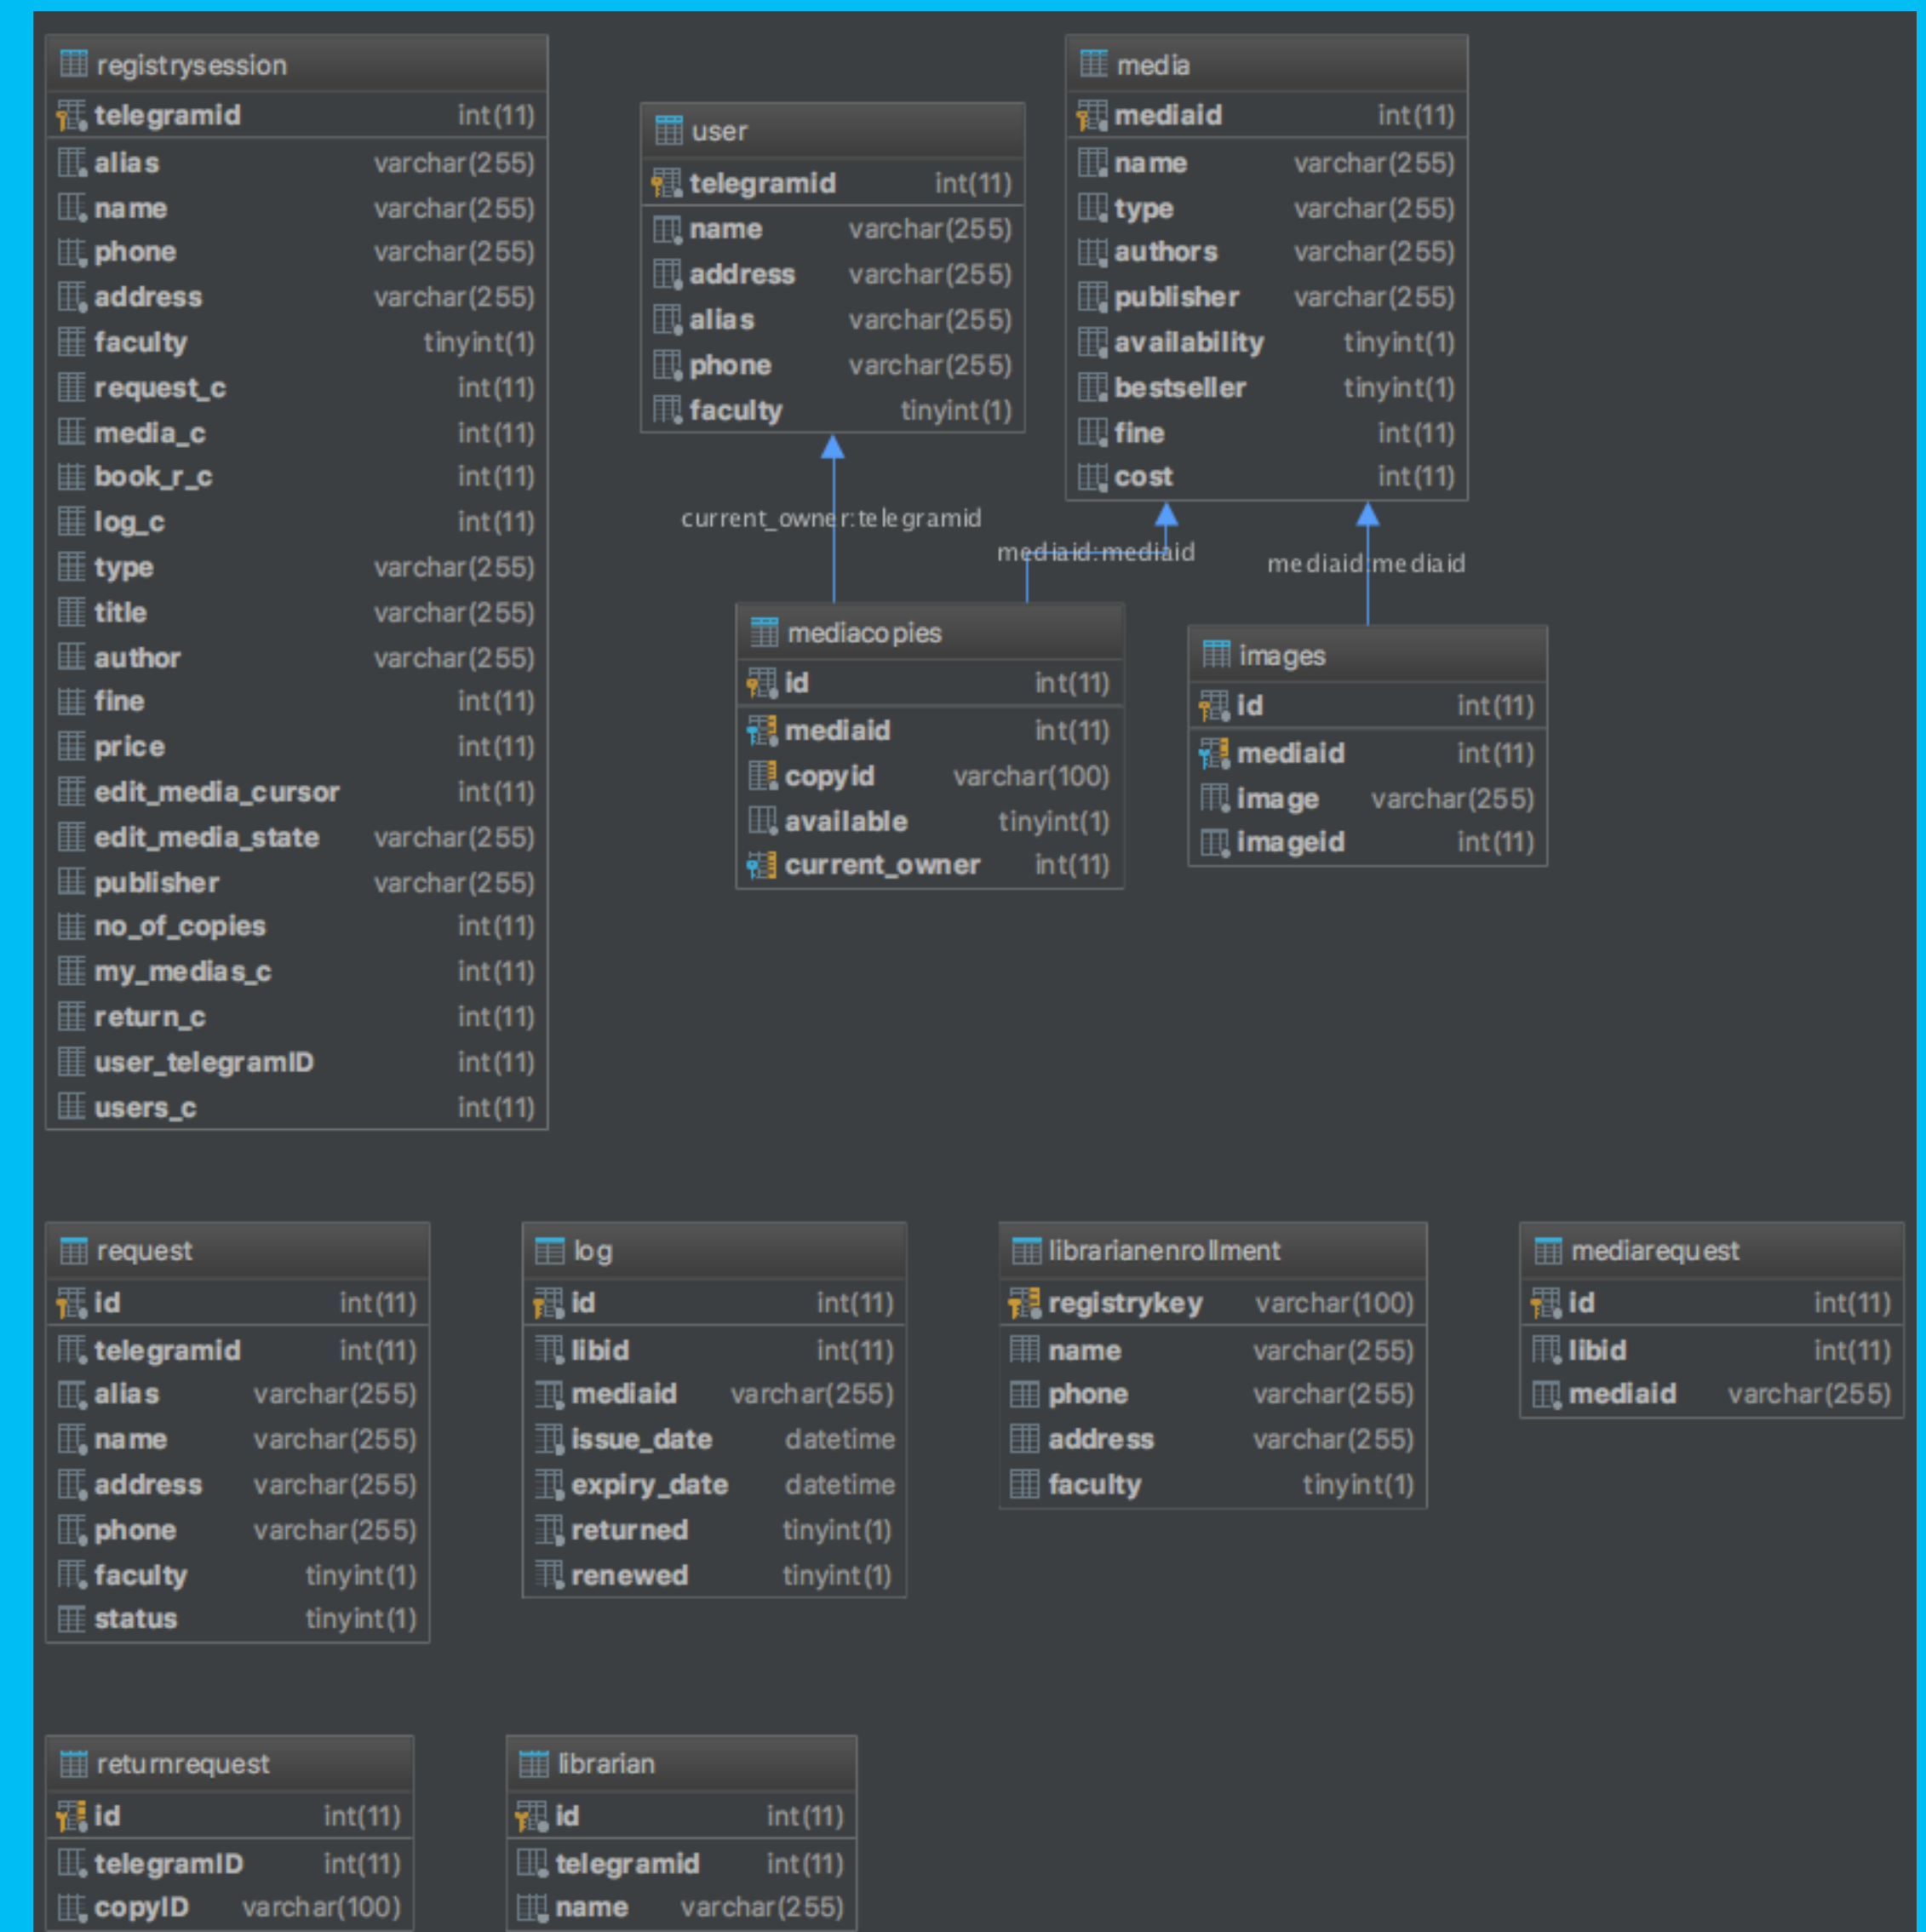 registrysession
telegramid int(11)
alias varchar(255)
name varchar(255)
phone varchar(255)
address varchar(255)
faculty tinyint(1)
request_c int(11)
media_c int(11)
book_r_c int(11)
log_c int(11)
type varchar(255)
title varchar(255)
author varchar(255)
fine int(11)
price int(11)
edit_media_cursor int(11)
edit_media_state varchar(255)
publisher varchar(255)
no_of_copies int(11)
my_medias_c int(11)
return_c int(11)
user_telegramID int(11)
users_c int(11)
user
telegramid int(11)
name varchar(255)
address varchar(255)
alias varchar(255)
phone varchar(255)
faculty tinyint(1)
media
mediaid int(11)
name varchar(255)
type varchar(255)
authors varchar(255)
publisher varchar(255)
availability tinyint(1)
bestseller tinyint(1)
fine int(11)
cost int(11)
current_owner:telegramid
mediaid:mediaid
mediaid:mediaid
mediacopies
id int(11)
mediaid int(11)
copyid varchar(100)
available tinyint(1)
current_owner int(11)
images
id int(11)
mediaid int(11)
image varchar(255)
imageid int(11)
request
id int(11)
telegramid int(11)
alias varchar(255)
name varchar(255)
address varchar(255)
phone varchar(255)
faculty tinyint(1)
status tinyint(1)
log
id int(11)
libid int(11)
mediaid varchar(255)
issue_date datetime
expiry_date datetime
returned tinyint(1)
renewed tinyint(1)
librarianenrollment
registrykey varchar(100)
name varchar(255)
phone varchar(255)
address varchar(255)
faculty tinyint(1)
mediarequest
id int(11)
libid int(11)
mediaid varchar(255)
returnrequest
id int(11)
telegramID int(11)
copyID varchar(100)
librarian
id int(11)
telegramid int(11)
name varchar(255)